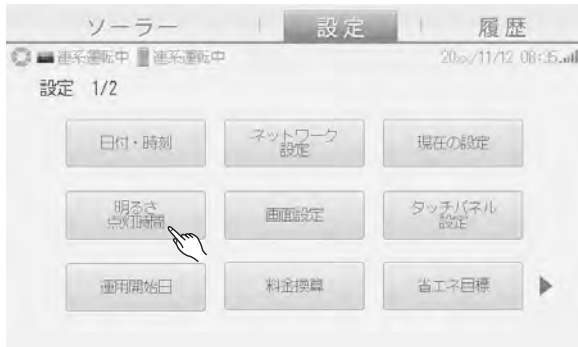 ソーラー 設定 履歴
連系運転中 連系運転中 20○○/11/12 08:35
設定 1/2
日付・時刻 ネットワーク
設定 現在の設定
明るさ
点灯時間 画面設定 タッチパネル
設定
運用開始日 料金換算 省エネ目標